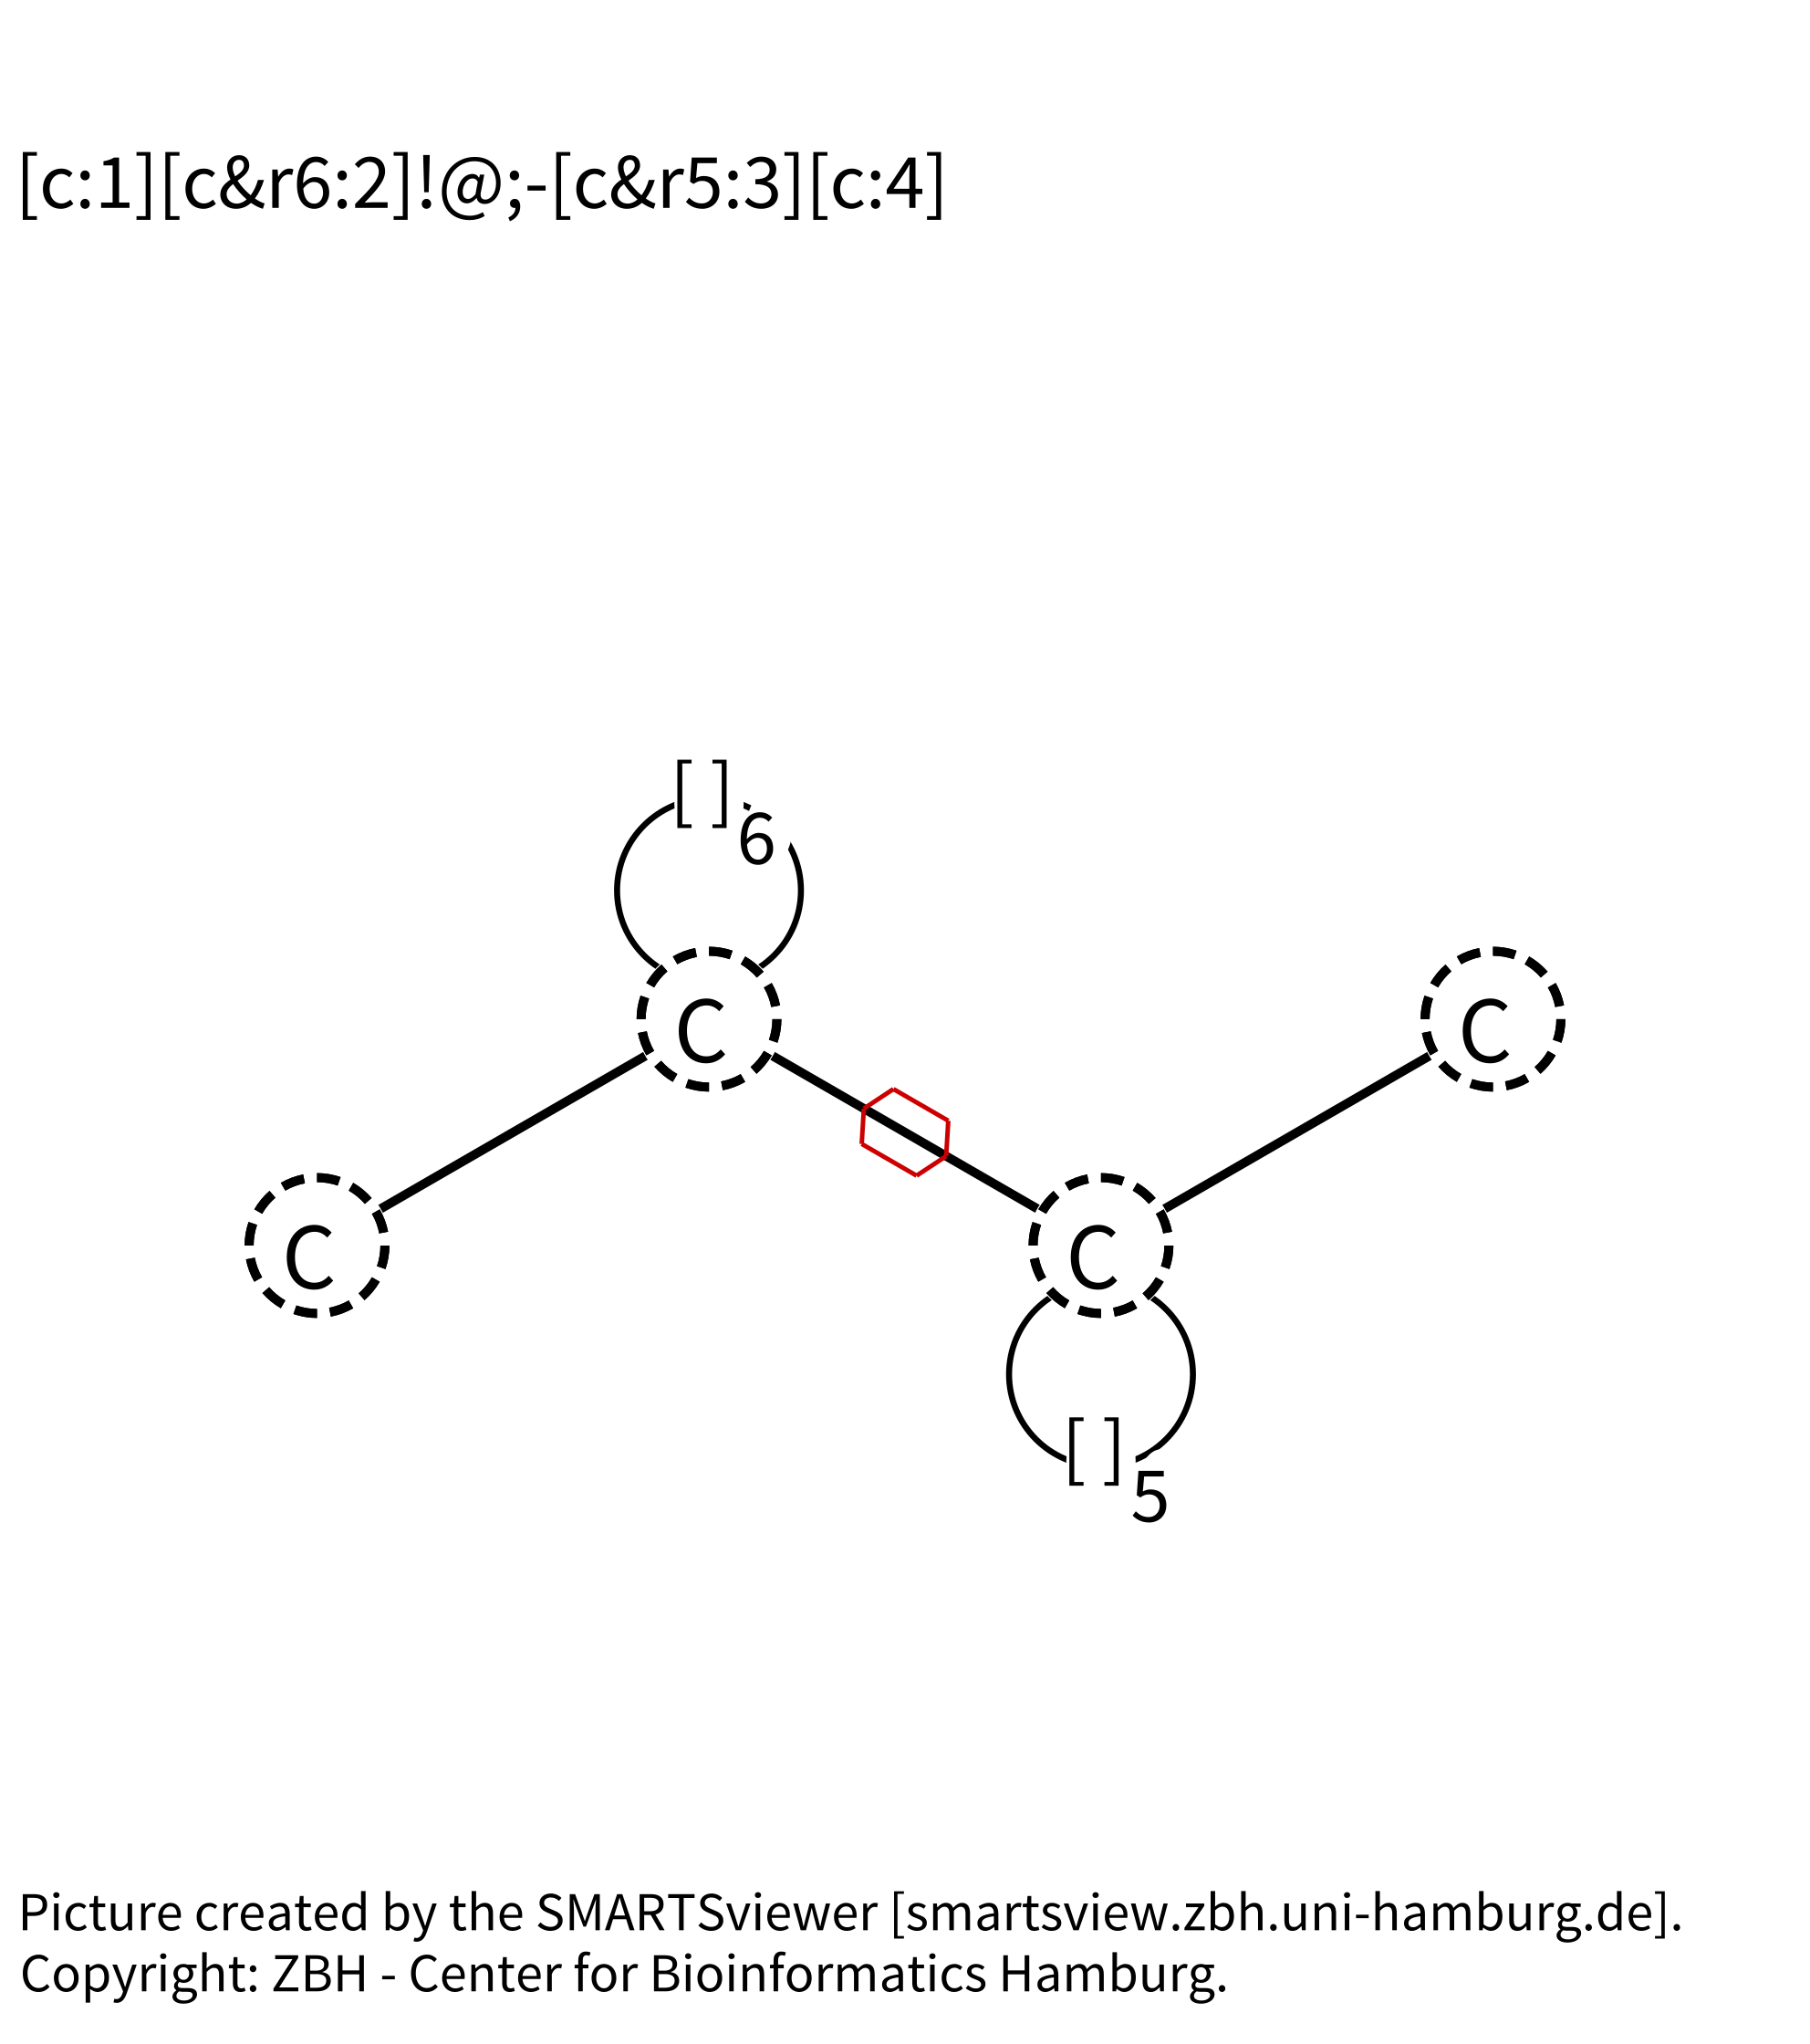 [c:1][c&r6:2]!@;-[c&r5:3][c:4]
[ ]6
C
C
C
C
[ ]5
Picture created by the SMARTSviewer [smartsview.zbh.uni-hamburg.de].
Copyright: ZBH - Center for Bioinformatics Hamburg.